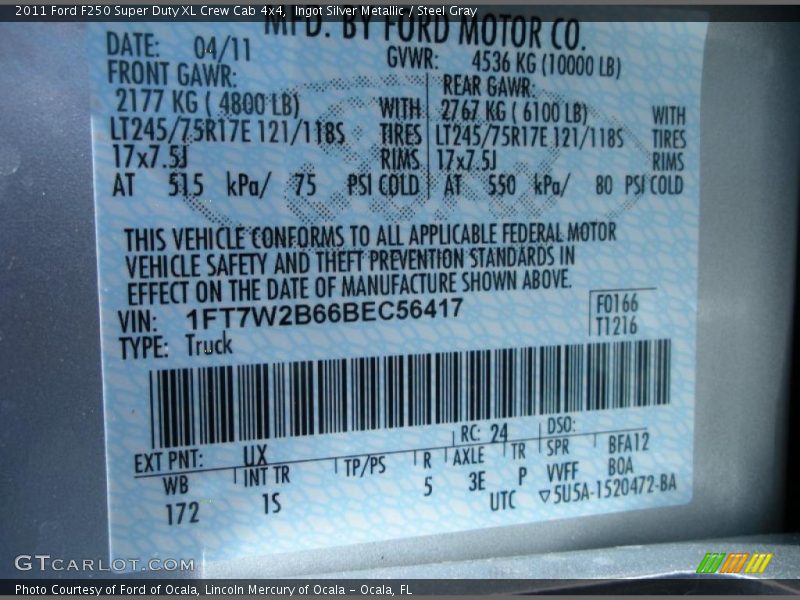 2011 Ford F250 Super Duty XL Crew Cab 4x4, Ingot Silver Metallic / Steel Gray
MFD. BY FORD MOTOR CO.
DATE: 04/11 GVWR: 4536 KG (10000 LB)
FRONT GAWR: REAR GAWR:
2177 KG ( 4800 LB) WITH 2767 KG ( 6100 LB) WITH
LT245/75R17E 121/118S TIRES LT245/75R17E 121/118S TIRES
17x7.5J RIMS 17x7.5J RIMS
AT 515 kPa/ 75 PSI COLD AT 550 kPa/ 80 PSI COLD
THIS VEHICLE CONFORMS TO ALL APPLICABLE FEDERAL MOTOR
VEHICLE SAFETY AND THEFT PREVENTION STANDARDS IN
EFFECT ON THE DATE OF MANUFACTURE SHOWN ABOVE.
VIN: 1FT7W2B66BEC56417 F0166
TYPE: Truck T1216
EXT PNT: UX RC: 24 DSO:
WB INT TR TP/PS R AXLE TR SPR BFA12
172 1S 5 3E P VVFF BOA
UTC ▽5U5A-1520472-BA
GTCARLOT.COM
Photo Courtesy of Ford of Ocala, Lincoln Mercury of Ocala – Ocala, FL